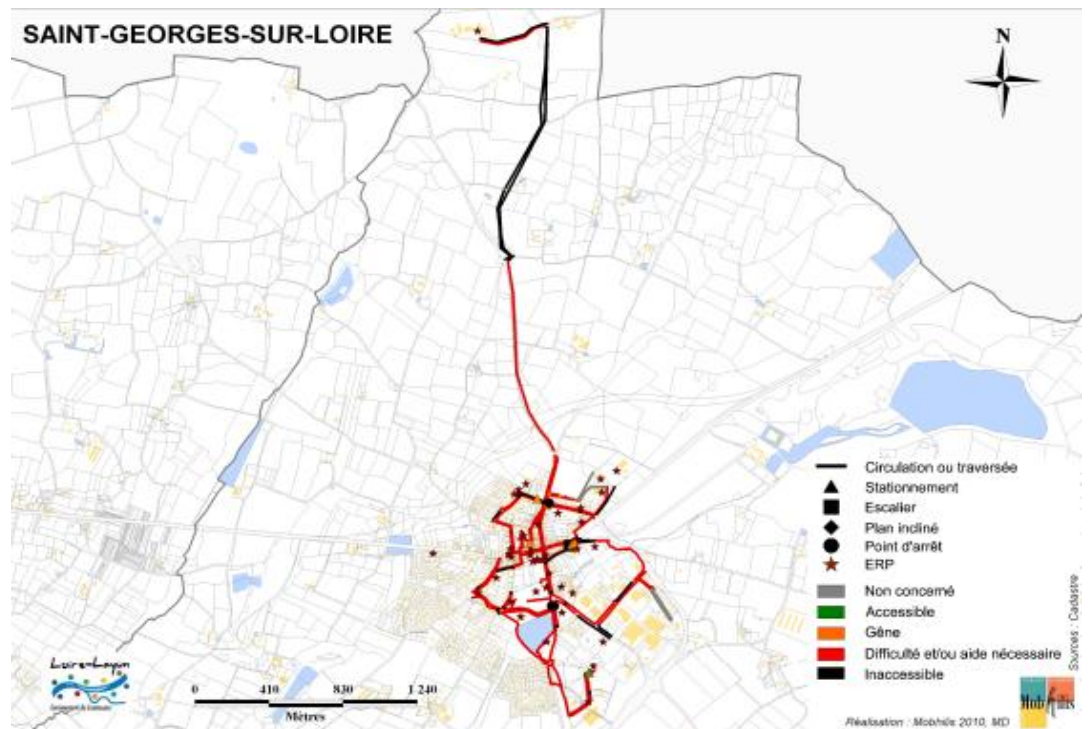 SAINT-GEORGES-SUR-LOIRE
N
Circulation ou traversée
Stationnement
Escalier
Plan incliné
Point d'arrêt
ERP
Non concerné
Accessible
Gêne
Difficulté et/ou aide nécessaire
Inaccessible
Sources : Cadastre
Loire-Layon
0 410 830 1 240
Mètres
Réalisation : Mobhilis 2010, MD